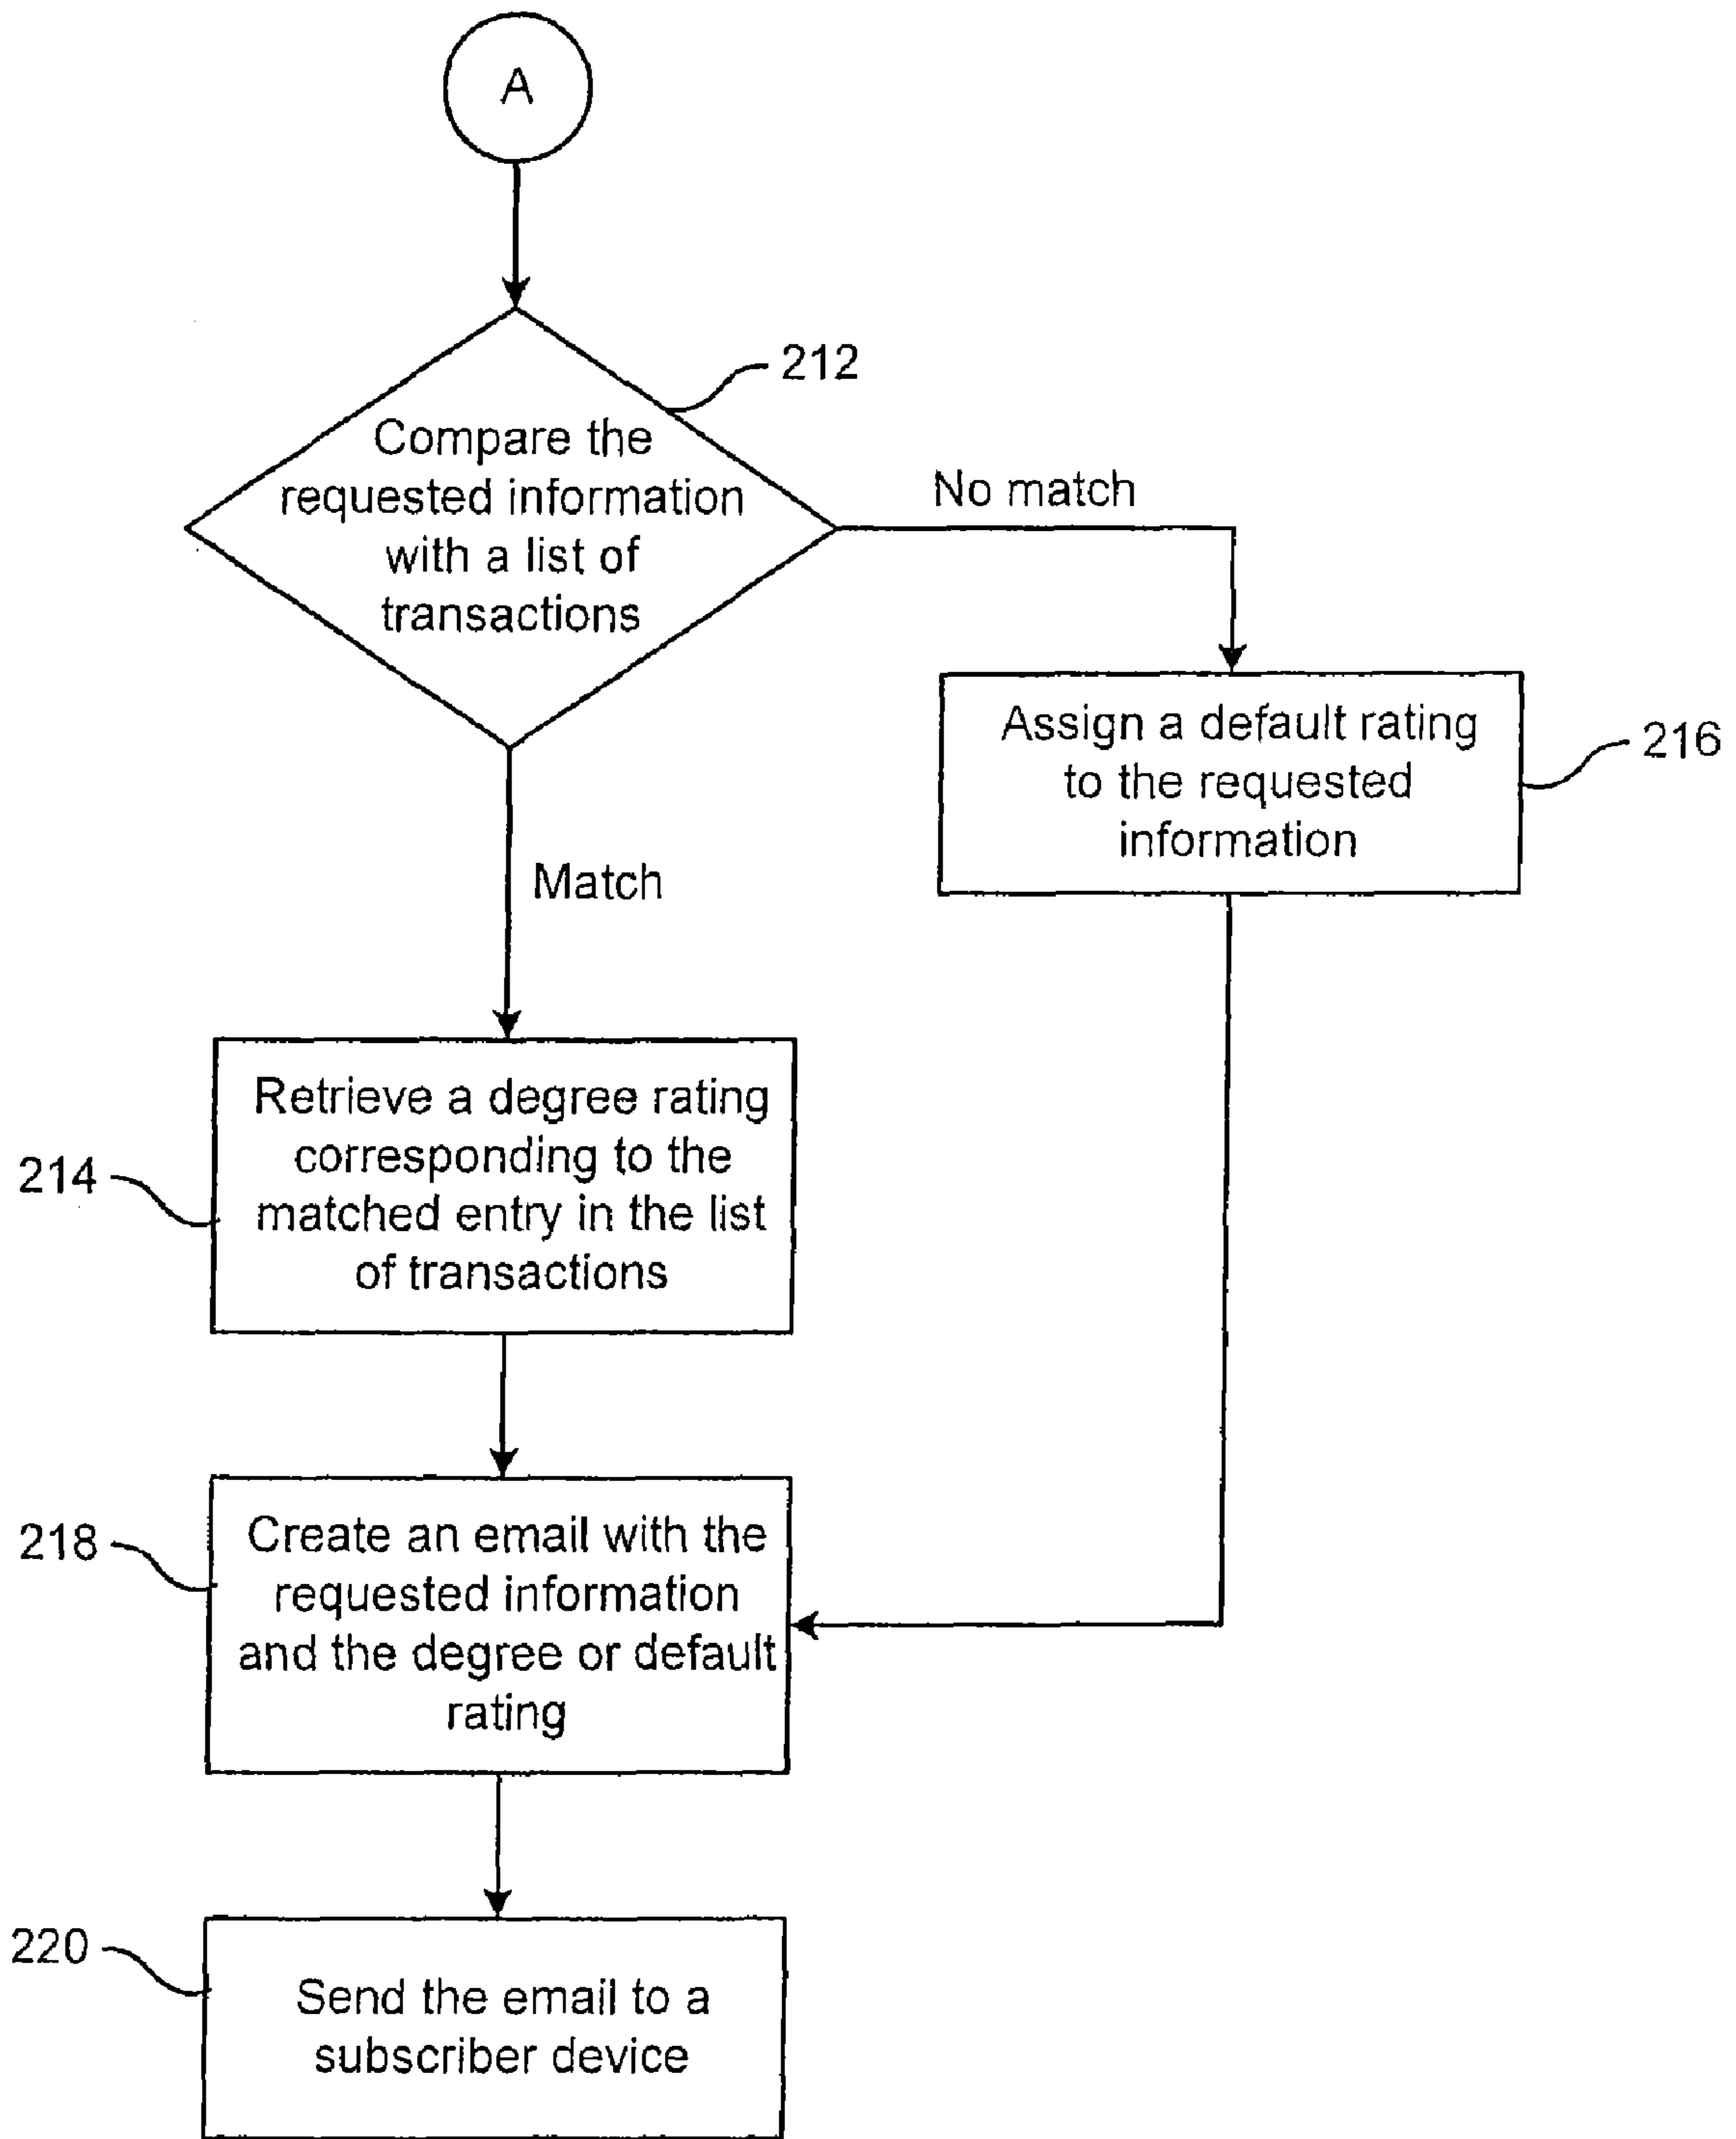 A
212
Compare the
requested information
with a list of
transactions
No match
Assign a default rating
to the requested
information
216
Match
Retrieve a degree rating
corresponding to the
matched entry in the list
of transactions
214
218
Create an email with the
requested information
and the degree or default
rating
220
Send the email to a
subscriber device